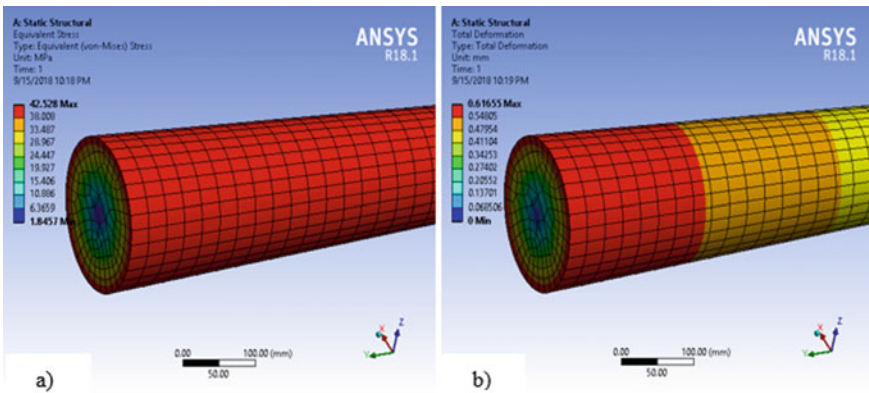 A: Static Structural
Equivalent Stress
Type: Equivalent (von-Mises) Stress
Unit: MPa
Time: 1
9/15/2018 10:18 PM
ANSYS
R18.1
42.528 Max
38.008
33.487
28.967
24.447
19.927
15.406
10.886
6.3659
1.8457 Min
X
Y
Z
0.00
100.00 (mm)
50.00
a)
A: Static Structural
Total Deformation
Type: Total Deformation
Unit: mm
Time: 1
9/15/2018 10:19 PM
ANSYS
R18.1
0.61655 Max
0.54805
0.47954
0.41104
0.34253
0.27402
0.20552
0.13701
0.068506
0 Min
X
Y
Z
0.00
100.00 (mm)
50.00
b)